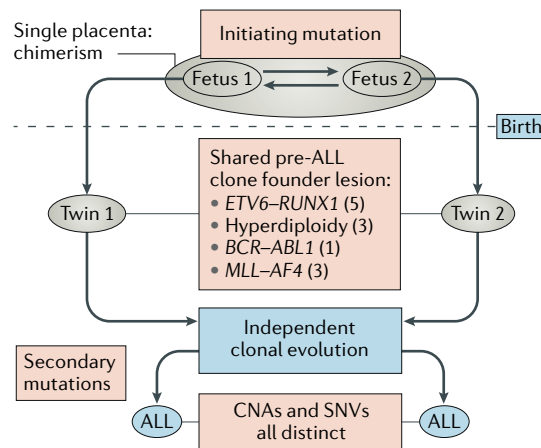 Single placenta:
chimerism
Initiating mutation
Fetus 1
Fetus 2
Birth
Shared pre-ALL
clone founder lesion:
• ETV6–RUNX1 (5)
• Hyperdiploidy (3)
• BCR-ABL1 (1)
• MLL–AF4 (3)
Twin 1
Twin 2
Independent
clonal evolution
Secondary
mutations
ALL
CNAs and SNVs
all distinct
ALL